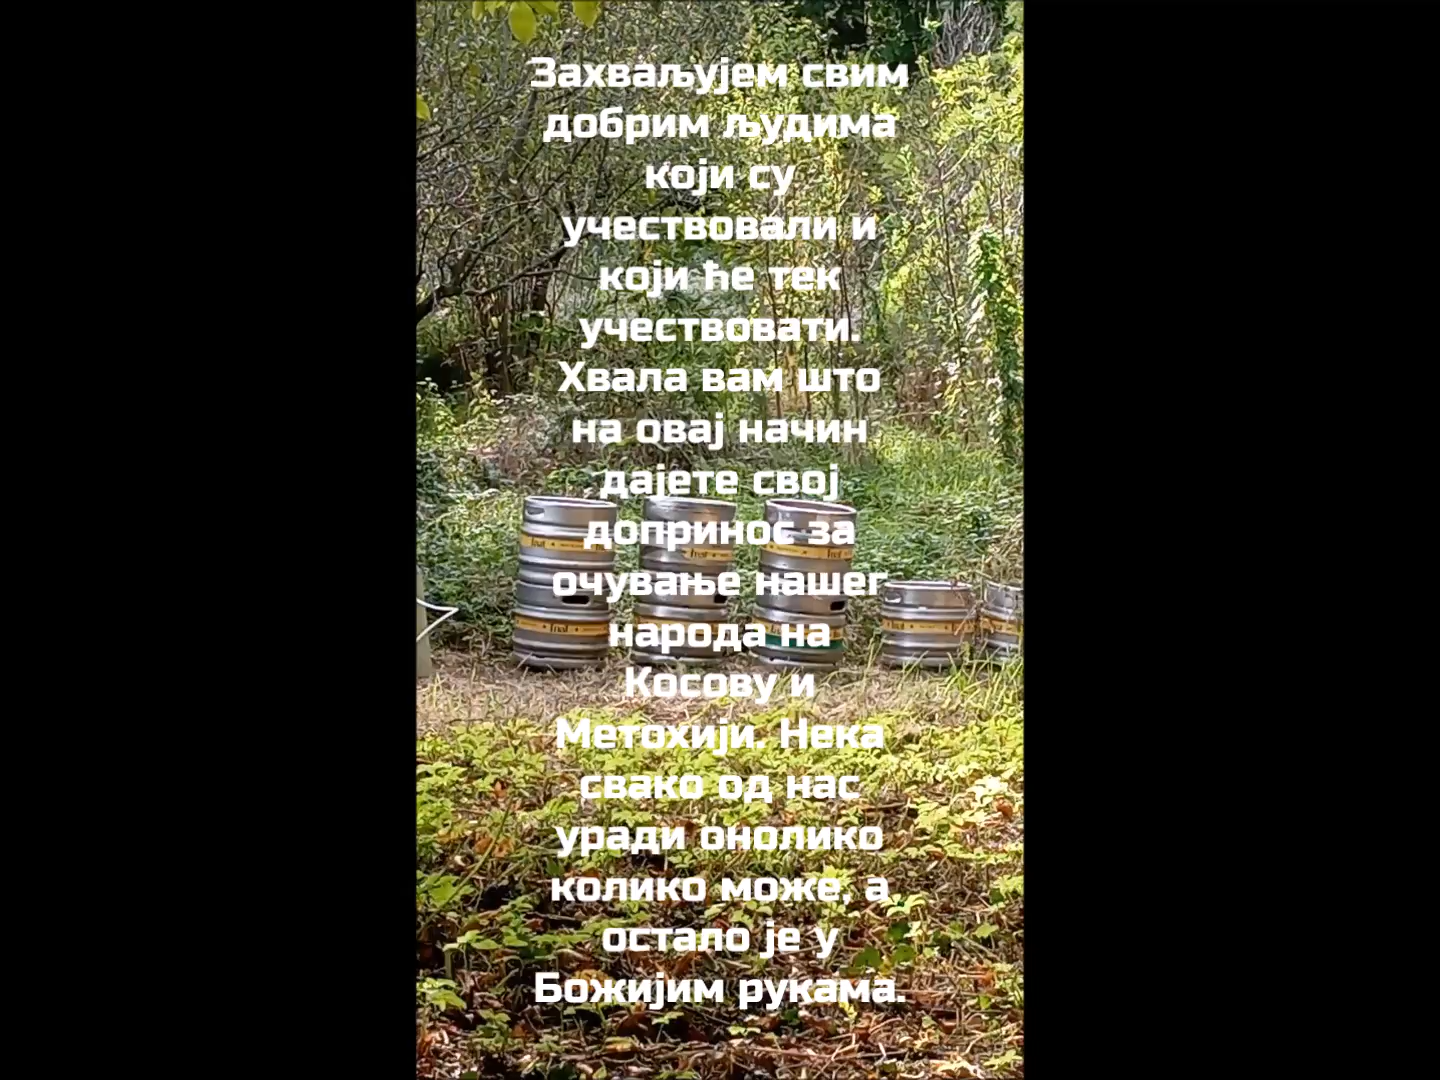 Захваљујем свим
добрим људима
који су
учествовали и
који ће тек
учествовати.
Хвала вам што
на овај начин
дајете свој
допринос за
очување нашег
народа на
Косову и
Метохији. Нека
свако од нас
уради онолико
колико може, а
остало је у
Божијим рукама.